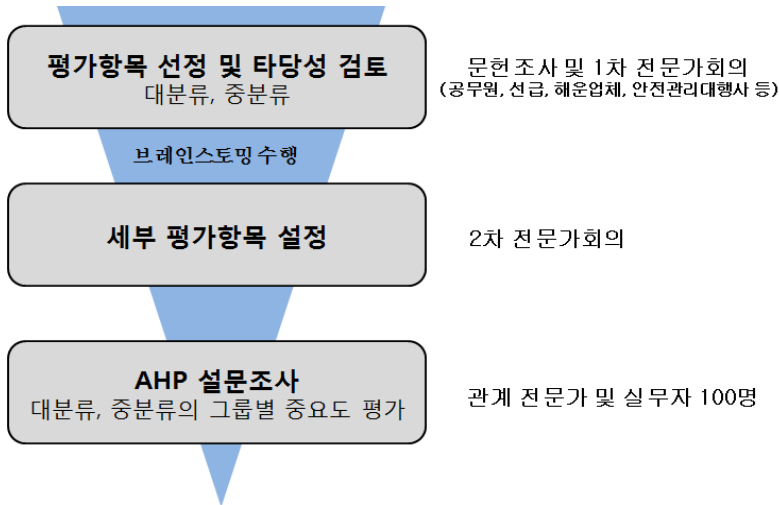 평가항목 선정 및 타당성 검토
대분류, 중분류
문헌조사 및 1차 전문가회의
(공무원, 선급, 해운업체, 안전관리대행사 등)
브레인스토밍 수행
세부 평가항목 설정
2차 전문가회의
AHP 설문조사
대분류, 중분류의 그룹별 중요도 평가
관계 전문가 및 실무자 100명